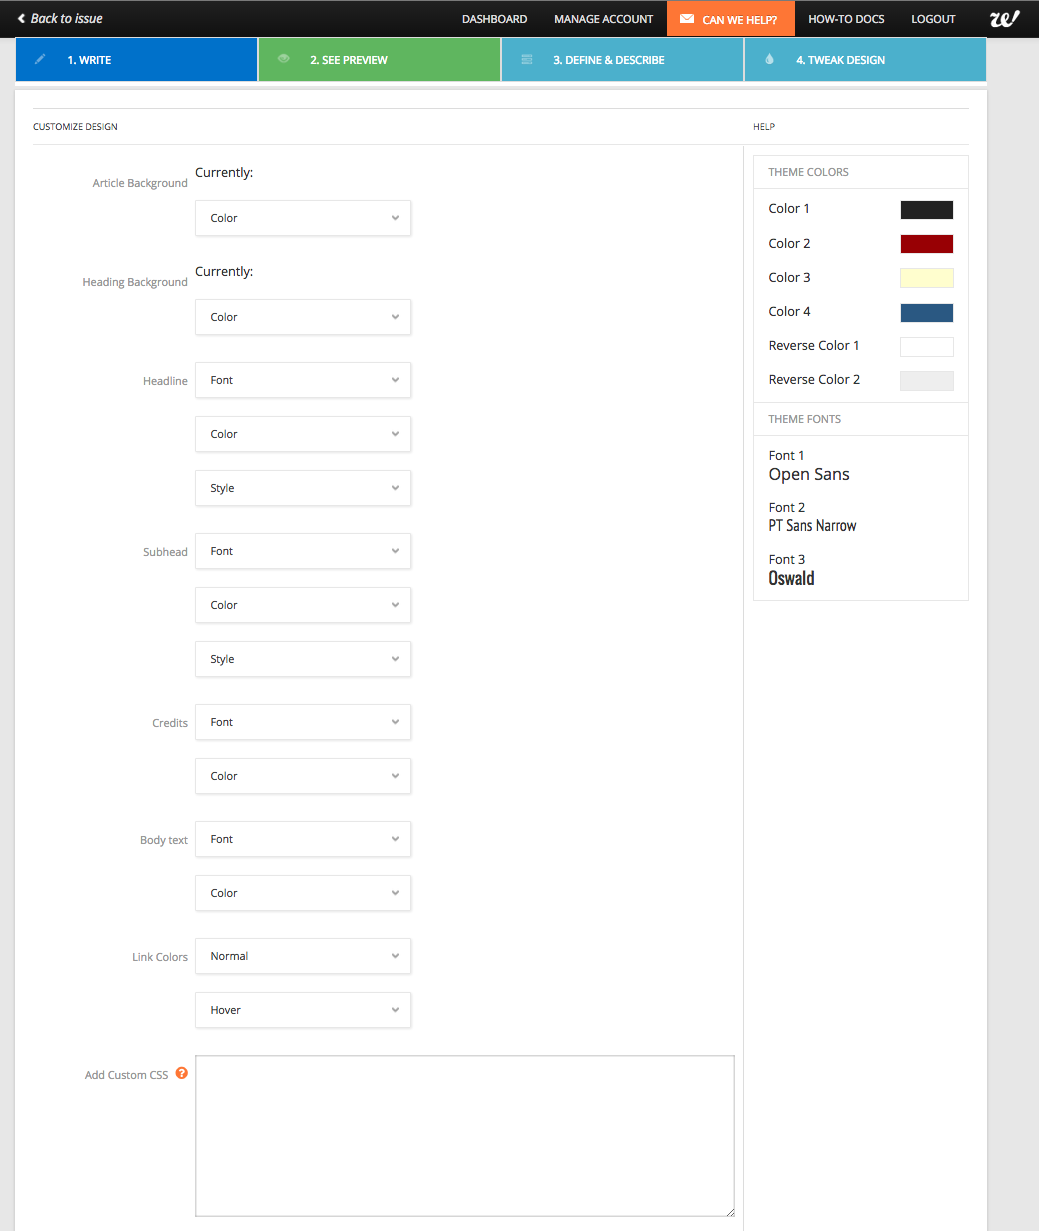 Back to issue
DASHBOARD
MANAGE ACCOUNT
CAN WE HELP?
HOW-TO DOCS
LOGOUT
w!
1. WRITE
2. SEE PREVIEW
3. DEFINE & DESCRIBE
4. TWEAK DESIGN
CUSTOMIZE DESIGN
Article Background
Currently:
Color
Heading Background
Currently:
Color
Headline
Font
Color
Style
Subhead
Font
Color
Style
Credits
Font
Color
Body text
Font
Color
Link Colors
Normal
Hover
Add Custom CSS ?
HELP
THEME COLORS
Color 1
Color 2
Color 3
Color 4
Reverse Color 1
Reverse Color 2
THEME FONTS
Font 1
Open Sans
Font 2
PT Sans Narrow
Font 3
Oswald